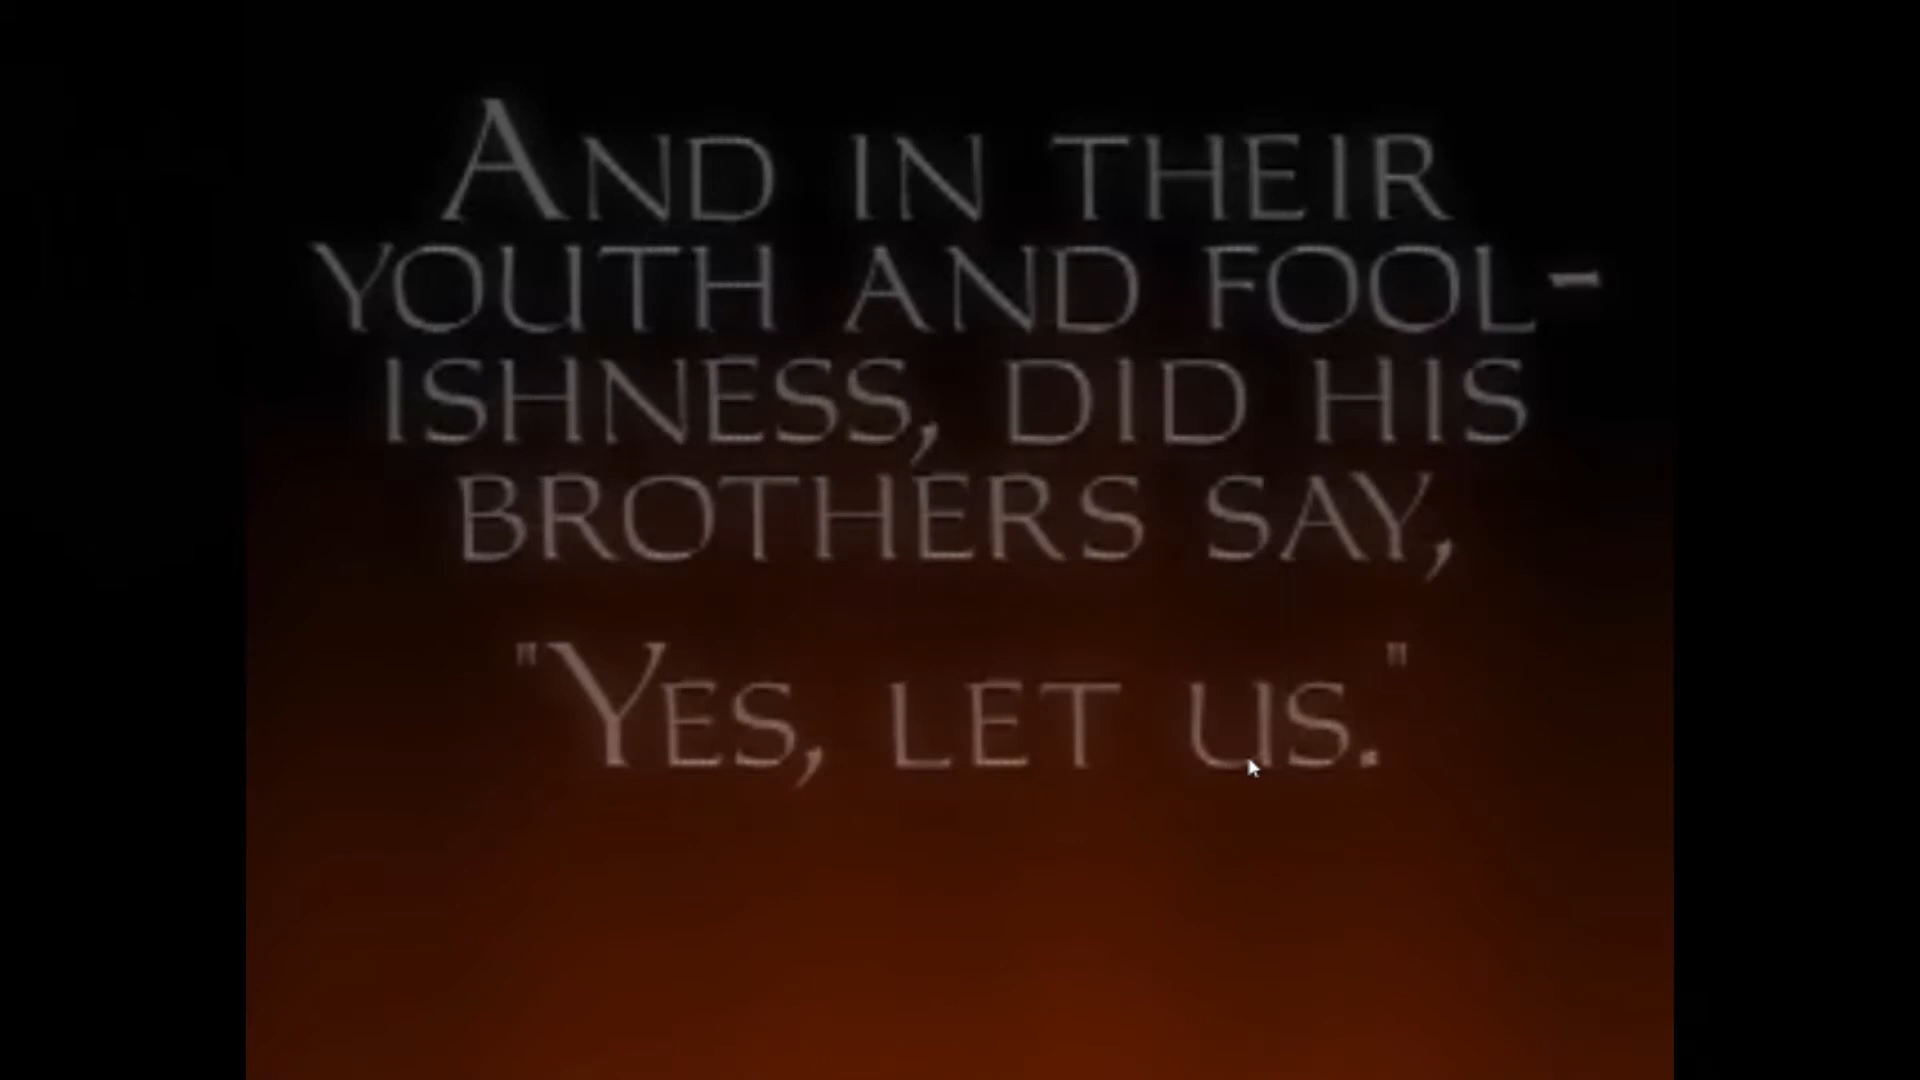 And in their
youth and fool-
ishness, did his
brothers say,
"Yes, let us."